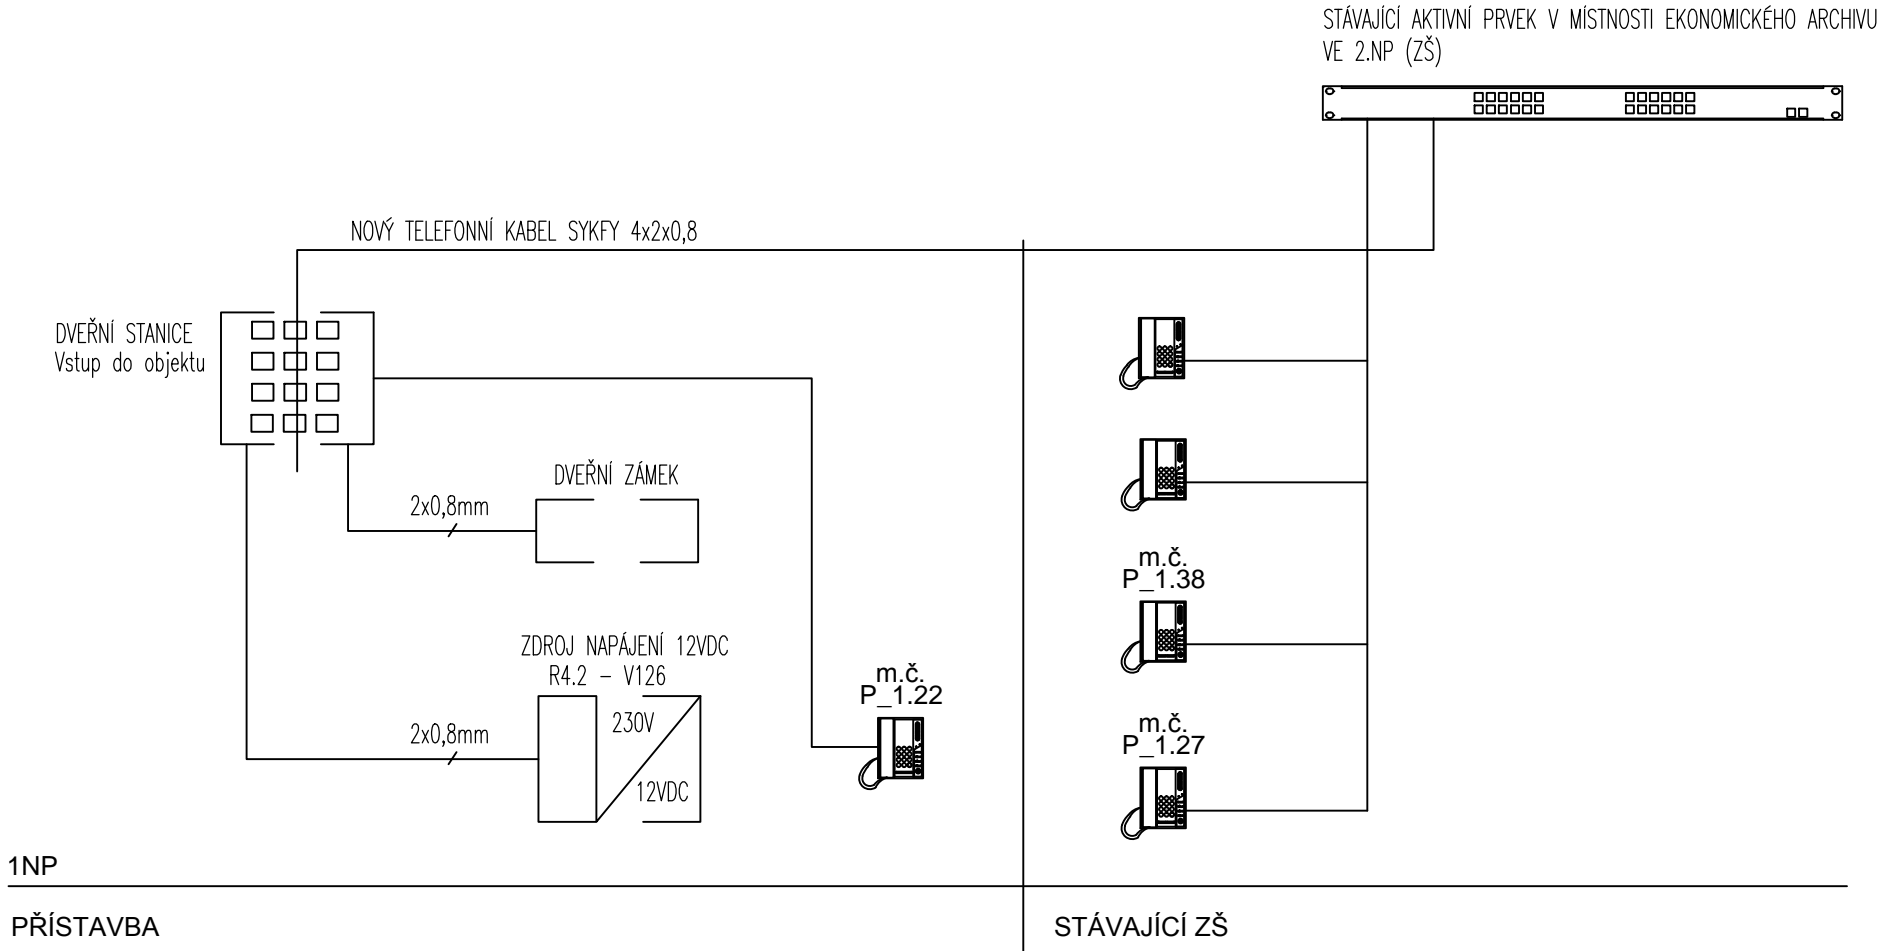 STÁVAJÍCÍ AKTIVNÍ PRVEK V MÍSTNOSTI EKONOMICKÉHO ARCHIVU
VE 2.NP (ZŠ)
NOVÝ TELEFONNÍ KABEL SYKFY 4x2x0,8
DVEŘNÍ STANICE
Vstup do objektu
DVEŘNÍ ZÁMEK
2x0,8mm
m.č.
P_1.38
ZDROJ NAPÁJENÍ 12VDC
R4.2 – V126
230V
12VDC
2x0,8mm
m.č.
P_1.22
m.č.
P_1.27
1NP
PŘÍSTAVBA
STÁVAJÍCÍ ZŠ